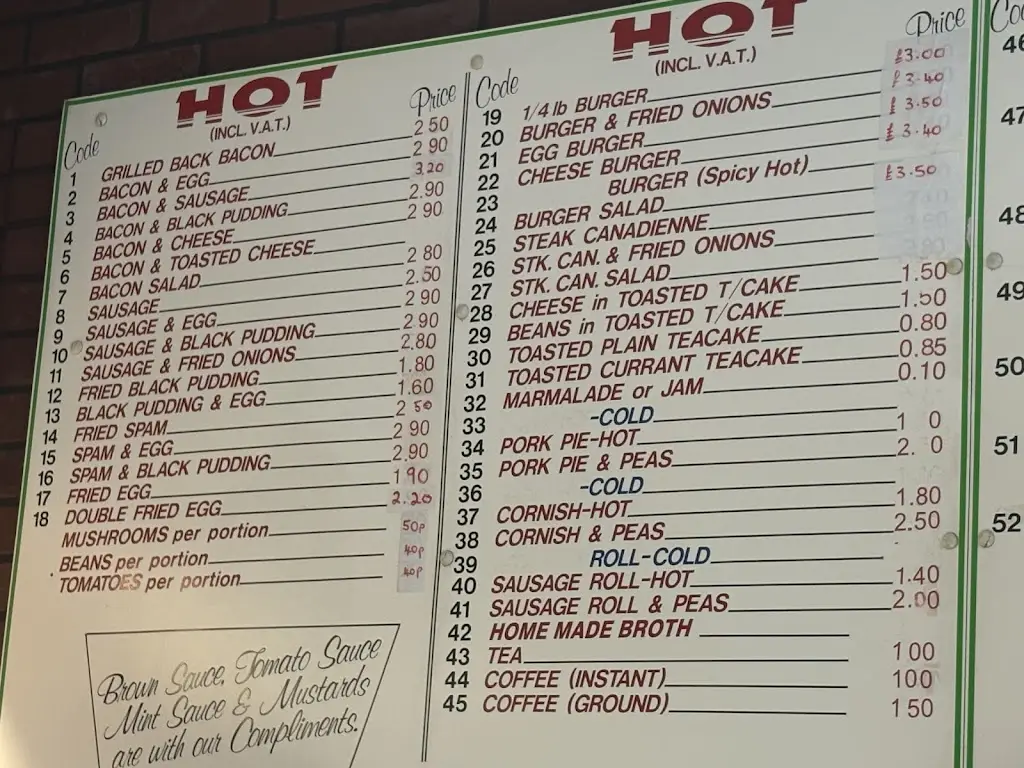 HOT
(INCL. V.A.T.)
Code Price
1 GRILLED BACK BACON 2 50
2 BACON & EGG 2 90
3 BACON & SAUSAGE 3.20
4 BACON & BLACK PUDDING 2.90
5 BACON & CHEESE 2 90
6 BACON & TOASTED CHEESE
7 BACON SALAD 2 80
8 SAUSAGE 2.50
9 SAUSAGE & EGG 2 90
10 SAUSAGE & BLACK PUDDING 2.90
11 SAUSAGE & FRIED ONIONS 2.80
12 FRIED BLACK PUDDING 1.80
13 BLACK PUDDING & EGG 1.60
14 FRIED SPAM 2 50
15 SPAM & EGG 2 90
16 SPAM & BLACK PUDDING 2.90
17 FRIED EGG 1 90
18 DOUBLE FRIED EGG 2.20
MUSHROOMS per portion 50p
BEANS per portion 40p
TOMATOES per portion 40p
Brown Sauce, Tomato Sauce
Mint Sauce & Mustards
are with our Compliments.
HOT
(INCL. V.A.T.)
Code Price
19 1/4 lb BURGER £3.00
20 BURGER & FRIED ONIONS £3.40
21 EGG BURGER £3.50
22 CHEESE BURGER £3.40
23 BURGER (Spicy Hot) £3.50
24 BURGER SALAD
25 STEAK CANADIENNE
26 STK. CAN. & FRIED ONIONS
27 STK. CAN. SALAD
28 CHEESE in TOASTED T/CAKE 1.50
29 BEANS in TOASTED T/CAKE 1.50
30 TOASTED PLAIN TEACAKE 0.80
31 TOASTED CURRANT TEACAKE 0.85
32 MARMALADE or JAM 0.10
33 -COLD
34 PORK PIE-HOT 1 0
35 PORK PIE & PEAS 2. 0
36 -COLD
37 CORNISH-HOT 1.80
38 CORNISH & PEAS 2.50
39 ROLL-COLD
40 SAUSAGE ROLL-HOT 1.40
41 SAUSAGE ROLL & PEAS 2.00
42 HOME MADE BROTH
43 TEA 1 00
44 COFFEE (INSTANT) 100
45 COFFEE (GROUND) 1 50
46
47
48
49
50
51
52